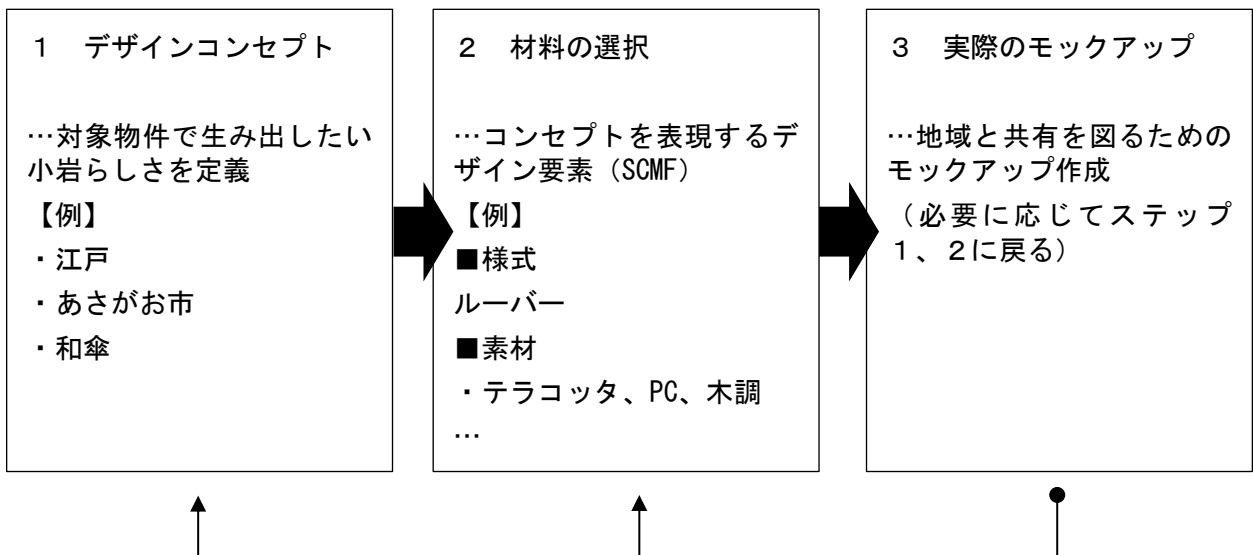 １　デザインコンセプト
…対象物件で生み出したい
小岩らしさを定義
【例】
・江戸
・あさがお市
・和傘
２　材料の選択
…コンセプトを表現するデ
ザイン要素（SCMF）
【例】
■様式
ルーバー
■素材
・テラコッタ、PC、木調
…
３　実際のモックアップ
…地域と共有を図るための
モックアップ作成
（必要に応じてステップ
１、２に戻る）